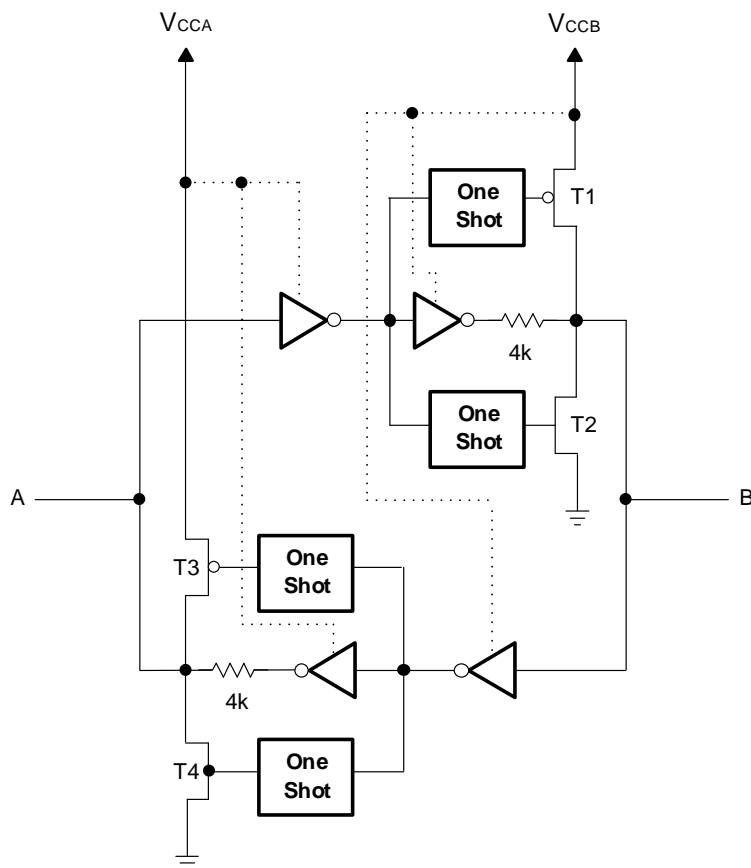 VCCA
VCCB
One
Shot
T1
4k
One
Shot
T2
A
B
T3
One
Shot
4k
One
Shot
T4